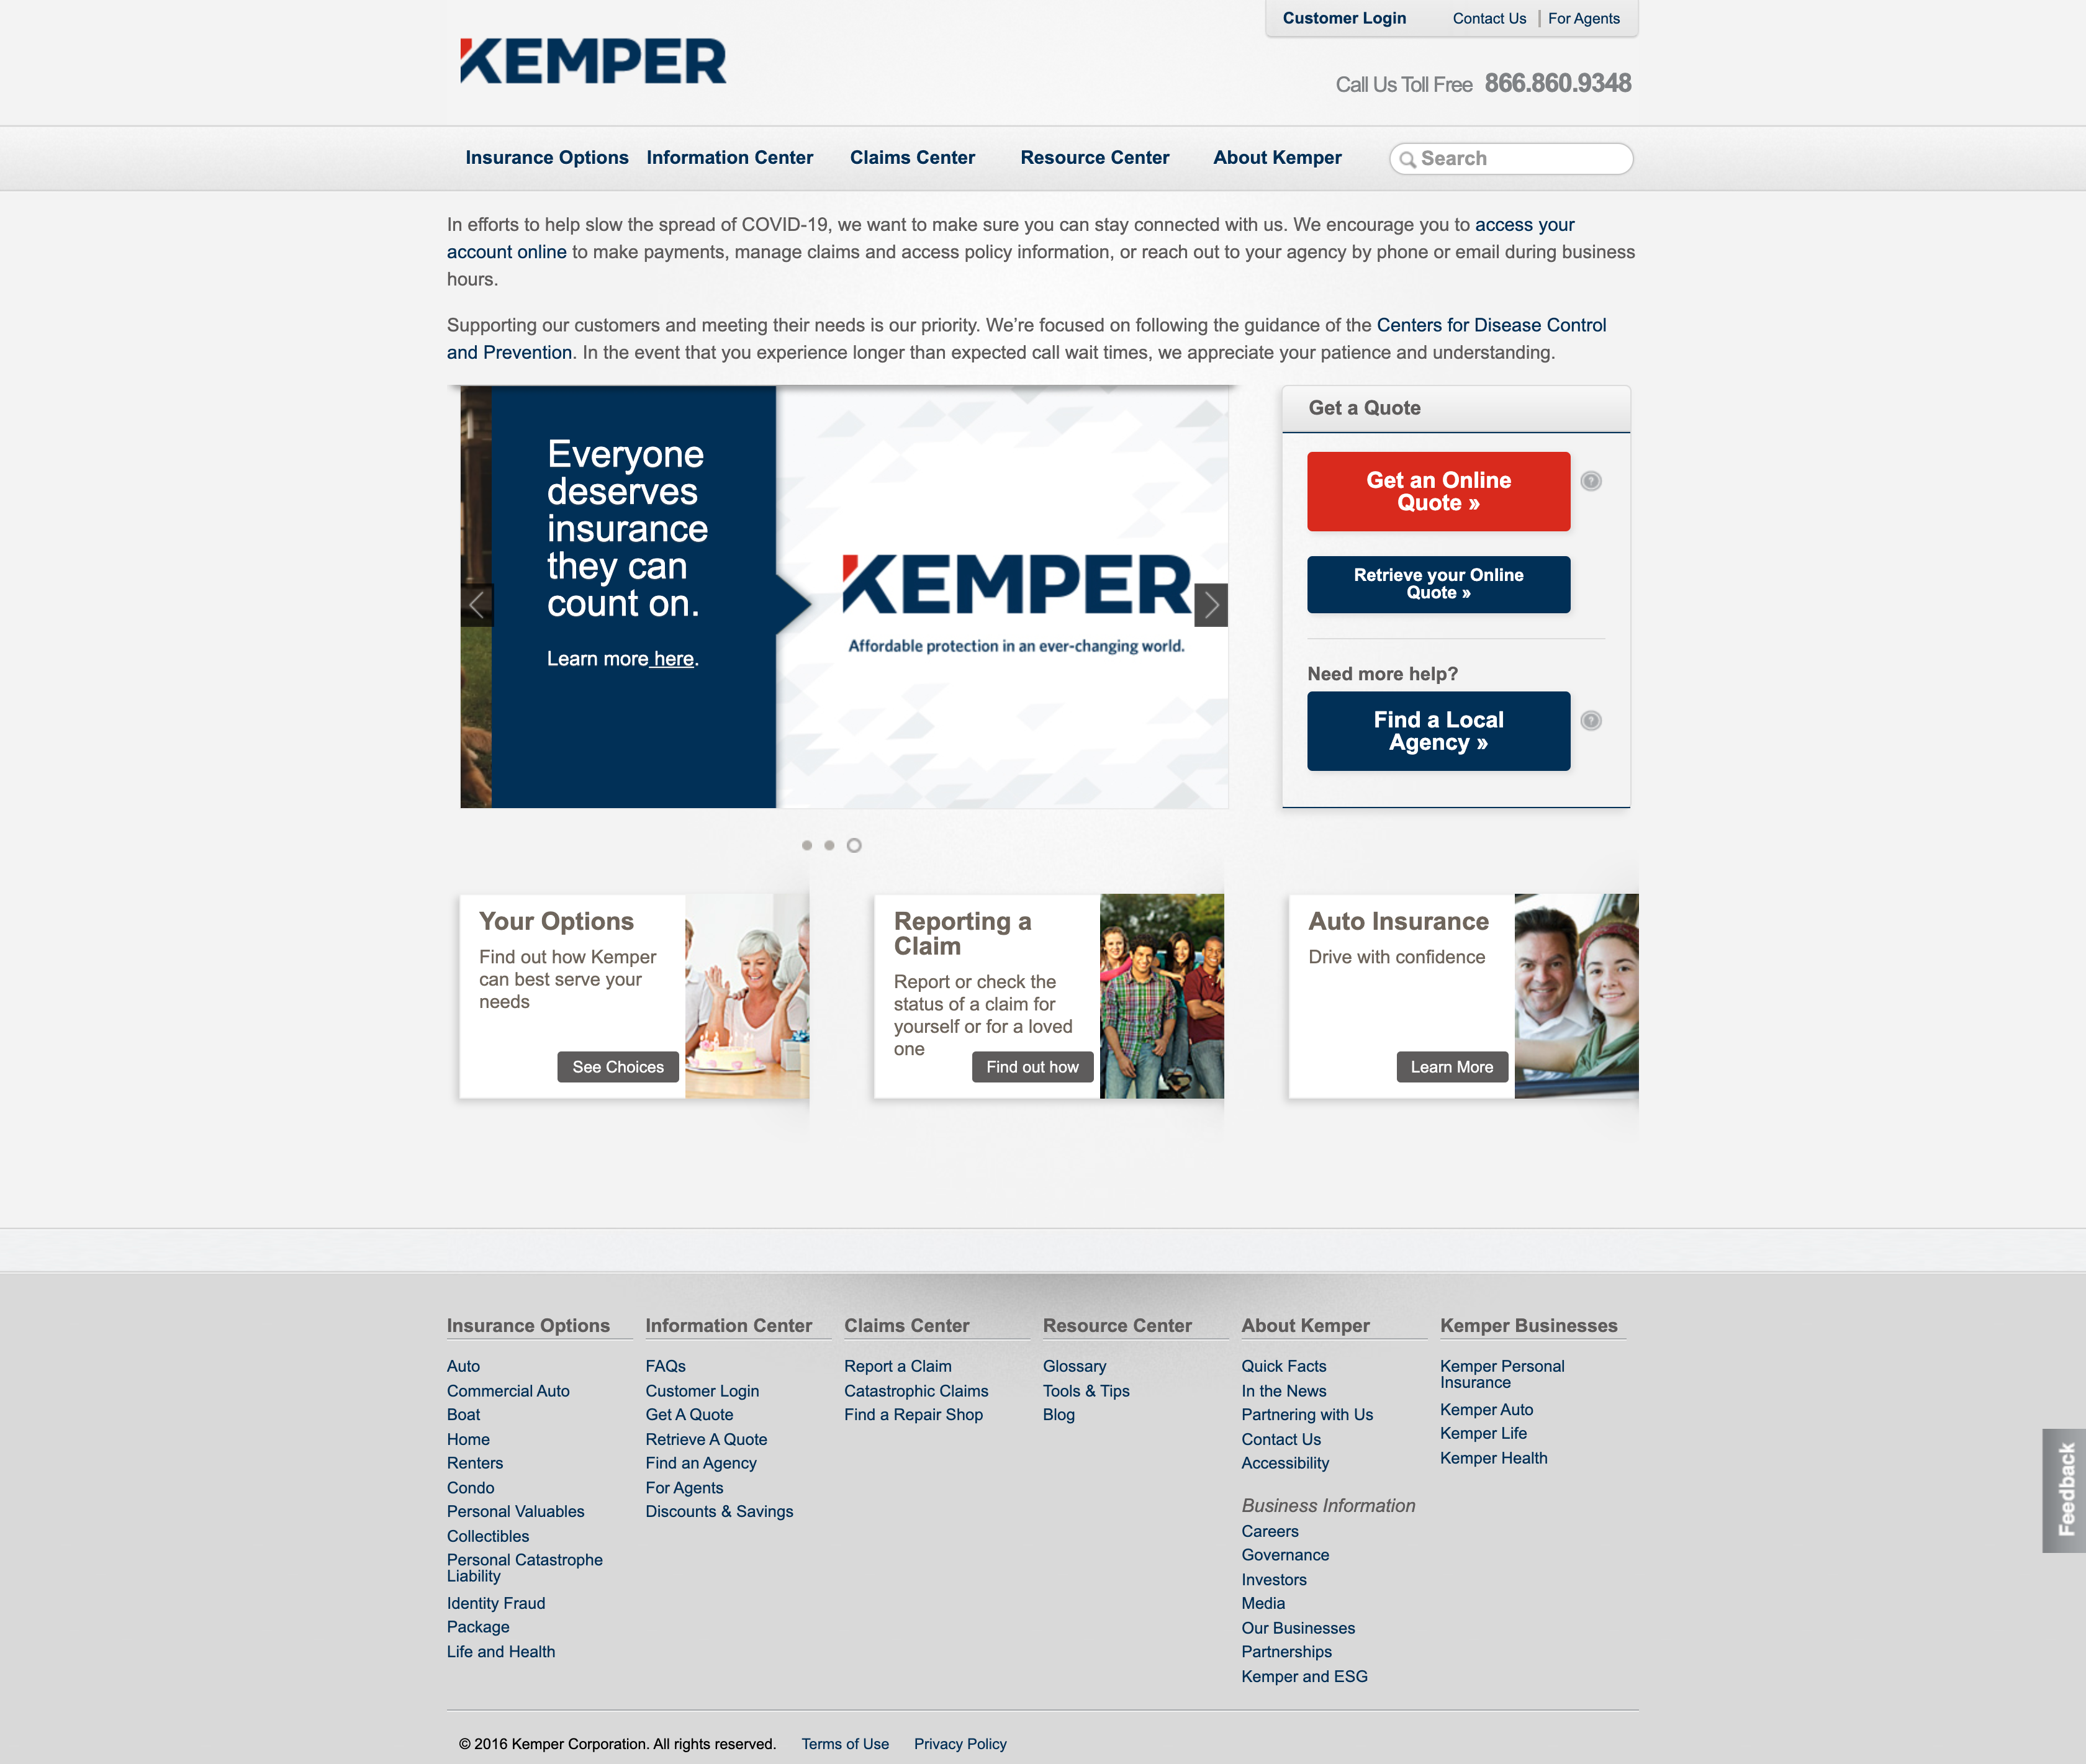 Customer Login
Contact Us
For Agents
KEMPER
Call Us Toll Free 866.860.9348
Insurance Options
Information Center
Claims Center
Resource Center
About Kemper
Search
In efforts to help slow the spread of COVID-19, we want to make sure you can stay connected with us. We encourage you to access your
account online to make payments, manage claims and access policy information, or reach out to your agency by phone or email during business
hours.
Supporting our customers and meeting their needs is our priority. We’re focused on following the guidance of the Centers for Disease Control
and Prevention. In the event that you experience longer than expected call wait times, we appreciate your patience and understanding.
Everyone
deserves
insurance
they can
count on.
Learn more here.
KEMPER
Affordable protection in an ever-changing world.
Get a Quote
Get an Online
Quote »
?
Retrieve your Online
Quote »
Need more help?
Find a Local
Agency »
?
Your Options
Find out how Kemper
can best serve your
needs
See Choices
Reporting a
Claim
Report or check the
status of a claim for
yourself or for a loved
one
Find out how
Auto Insurance
Drive with confidence
Learn More
Insurance Options
Auto
Commercial Auto
Boat
Home
Renters
Condo
Personal Valuables
Collectibles
Personal Catastrophe
Liability
Identity Fraud
Package
Life and Health
Information Center
FAQs
Customer Login
Get A Quote
Retrieve A Quote
Find an Agency
For Agents
Discounts & Savings
Claims Center
Report a Claim
Catastrophic Claims
Find a Repair Shop
Resource Center
Glossary
Tools & Tips
Blog
About Kemper
Quick Facts
In the News
Partnering with Us
Contact Us
Accessibility
Business Information
Careers
Governance
Investors
Media
Our Businesses
Partnerships
Kemper and ESG
Kemper Businesses
Kemper Personal
Insurance
Kemper Auto
Kemper Life
Kemper Health
Feedback
© 2016 Kemper Corporation. All rights reserved.
Terms of Use
Privacy Policy